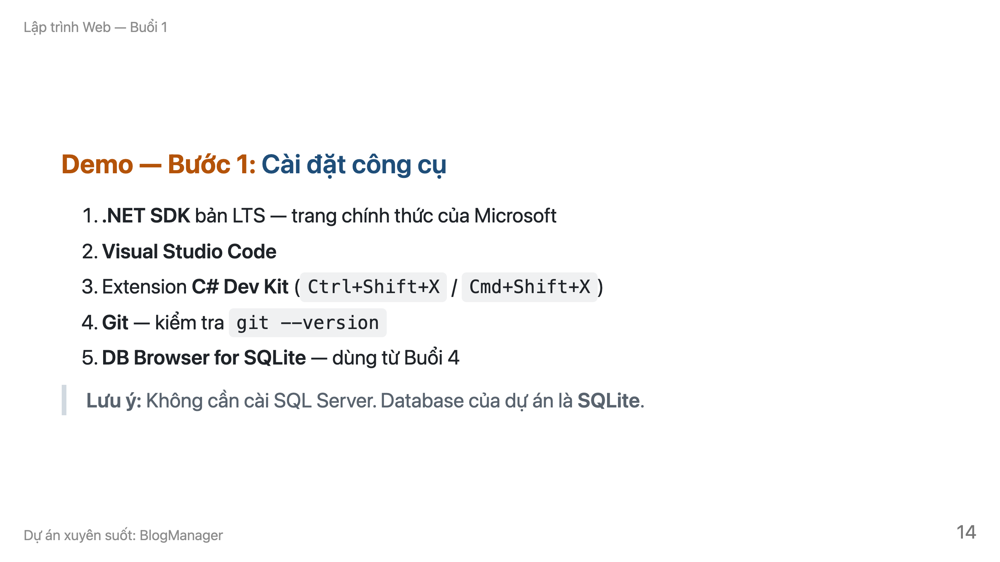 Lập trình Web — Buổi 1
Demo — Bước 1: Cài đặt công cụ
1. .NET SDK bản LTS — trang chính thức của Microsoft
2. Visual Studio Code
3. Extension C# Dev Kit (Ctrl+Shift+X / Cmd+Shift+X)
4. Git — kiểm tra git --version
5. DB Browser for SQLite — dùng từ Buổi 4
Lưu ý: Không cần cài SQL Server. Database của dự án là SQLite.
Dự án xuyên suốt: BlogManager
14